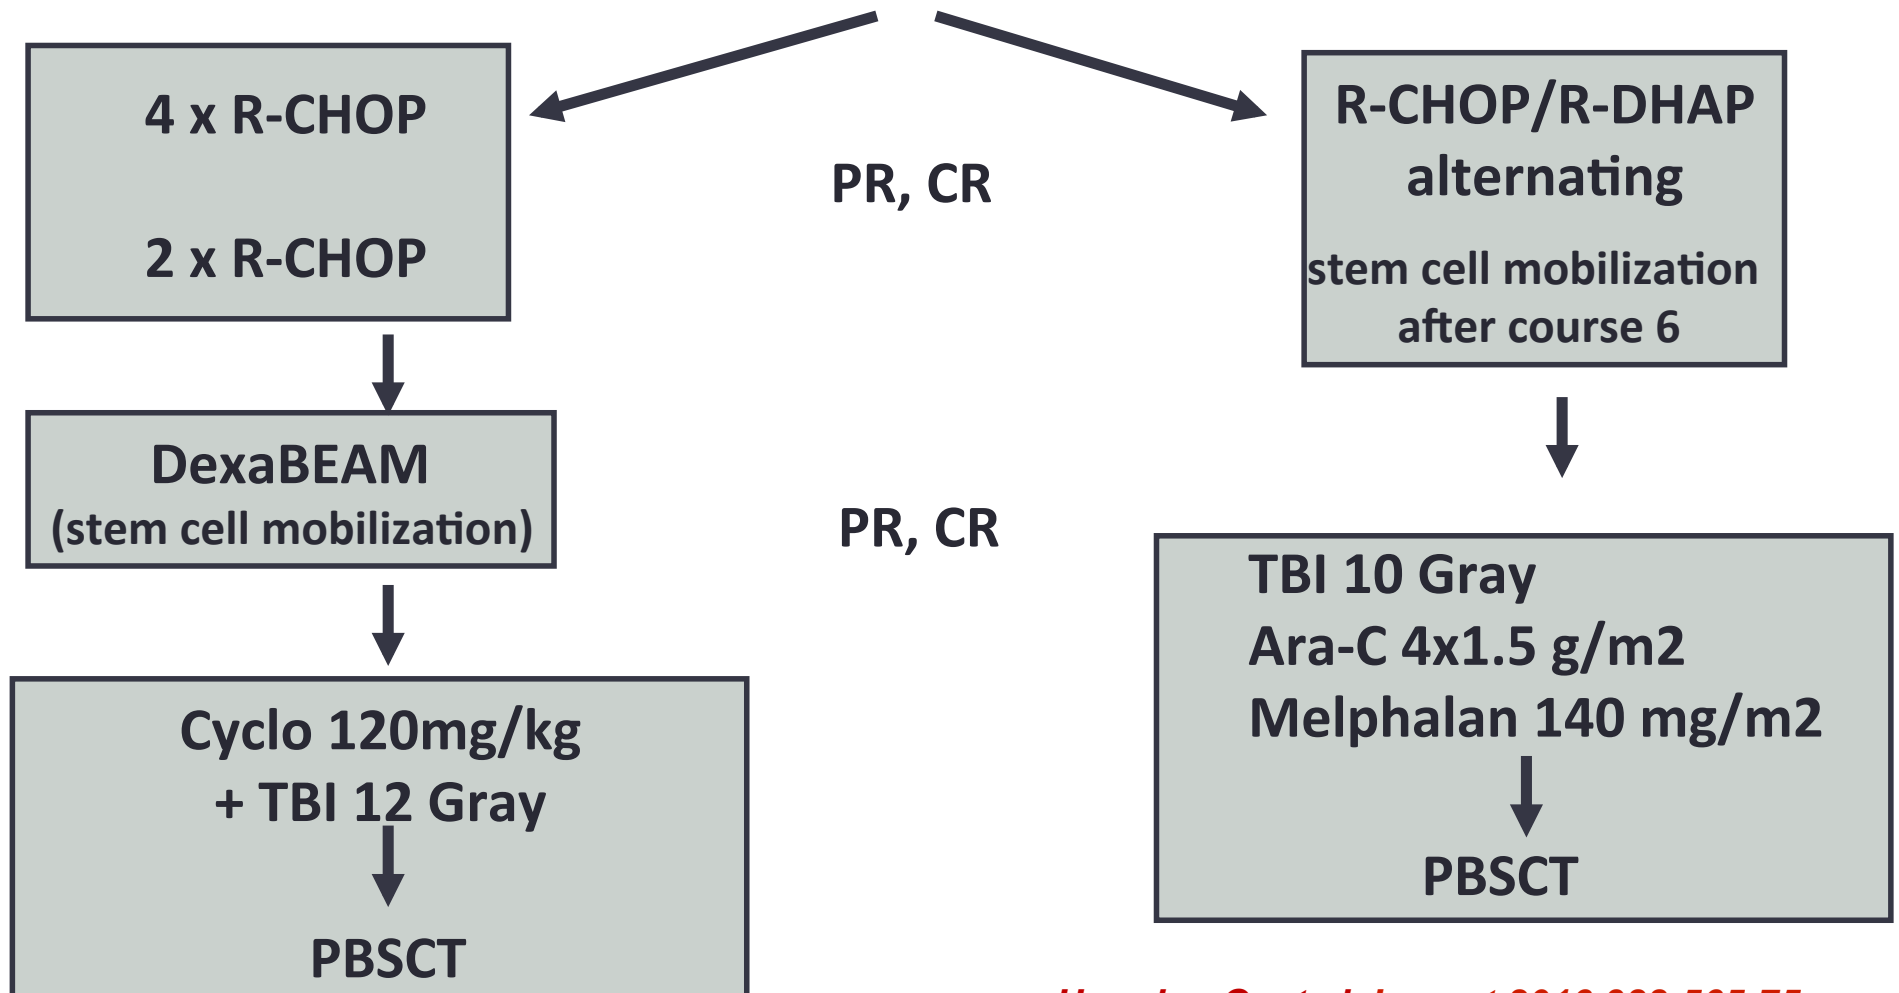 4 x R-CHOP
2 x R-CHOP
PR, CR
R-CHOP/R-DHAP
alternating
stem cell mobilization
after course 6
DexaBEAM
(stem cell mobilization)
PR, CR
TBI 10 Gray
Ara-C 4x1.5 g/m2
Melphalan 140 mg/m2
PBSCT
Cyclo 120mg/kg
+ TBI 12 Gray
PBSCT